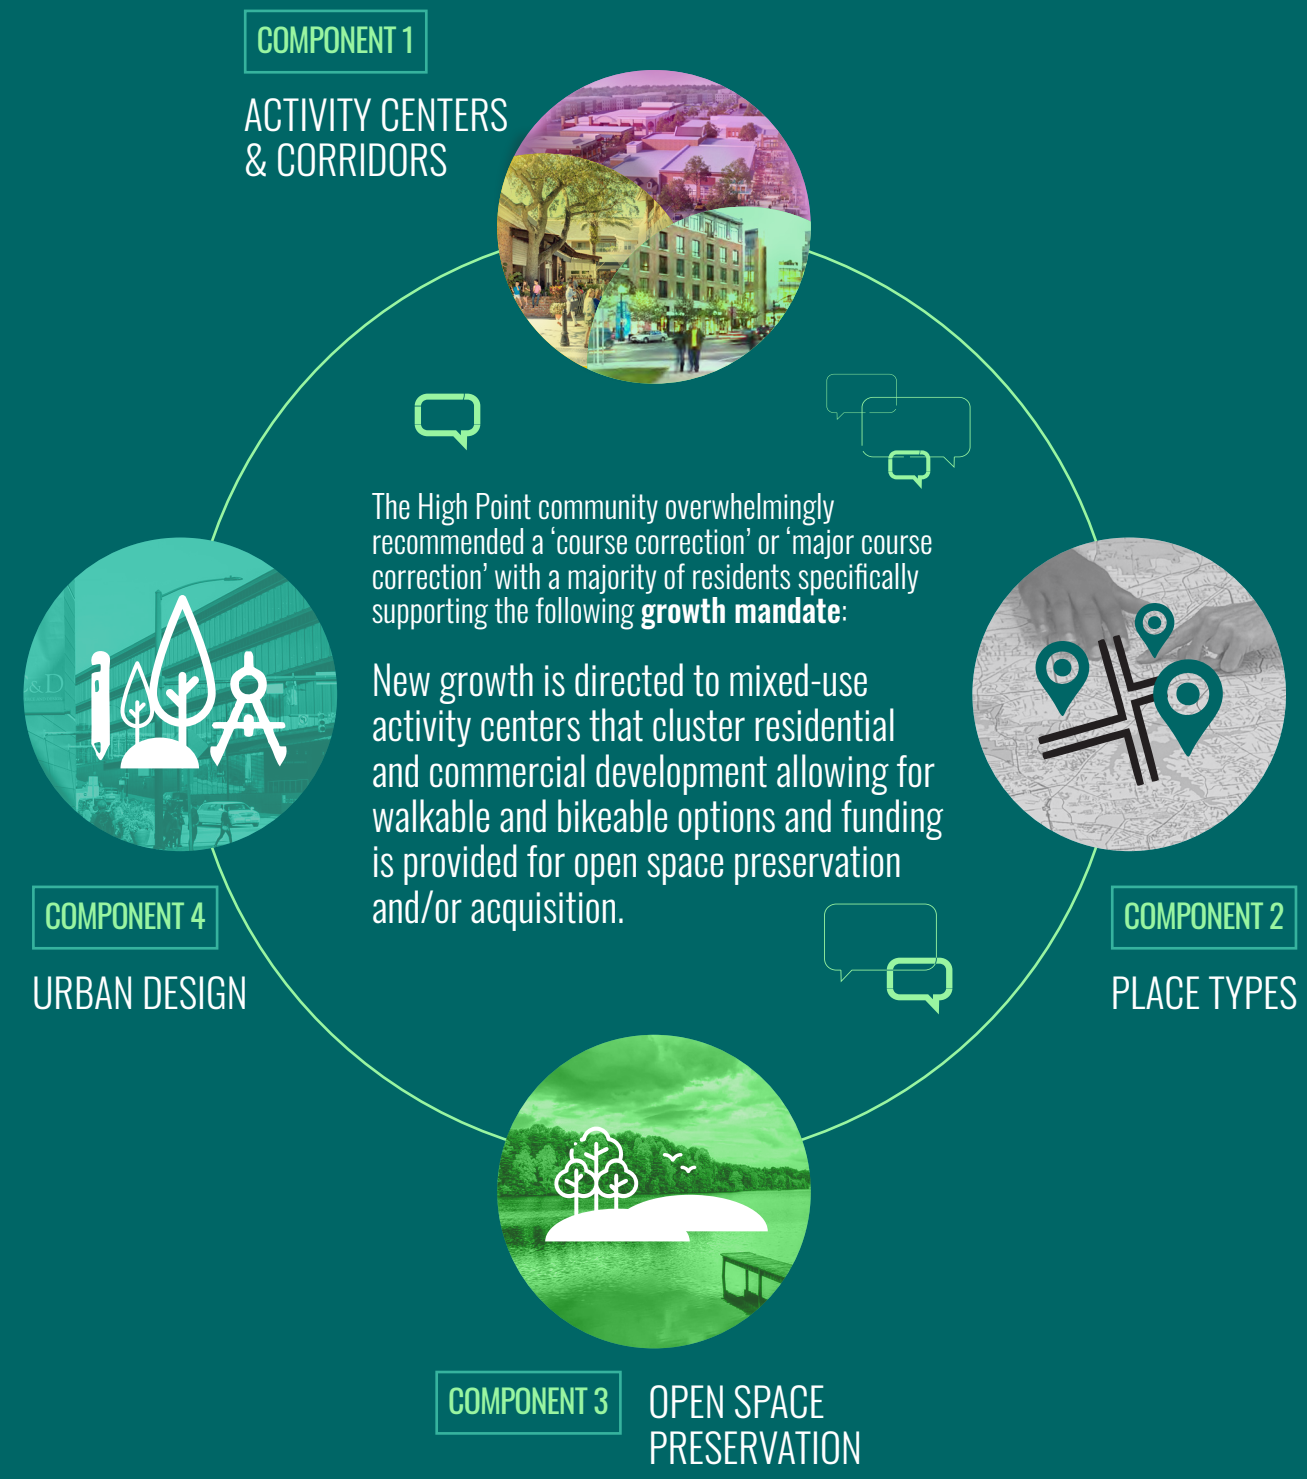 COMPONENT 1
ACTIVITY CENTERS
& CORRIDORS
The High Point community overwhelmingly
recommended a ‘course correction’ or ‘major course
correction’ with a majority of residents specifically
supporting the following growth mandate:
New growth is directed to mixed-use
activity centers that cluster residential
and commercial development allowing for
walkable and bikeable options and funding
is provided for open space preservation
and/or acquisition.
COMPONENT 4
URBAN DESIGN
COMPONENT 2
PLACE TYPES
COMPONENT 3
OPEN SPACE
PRESERVATION